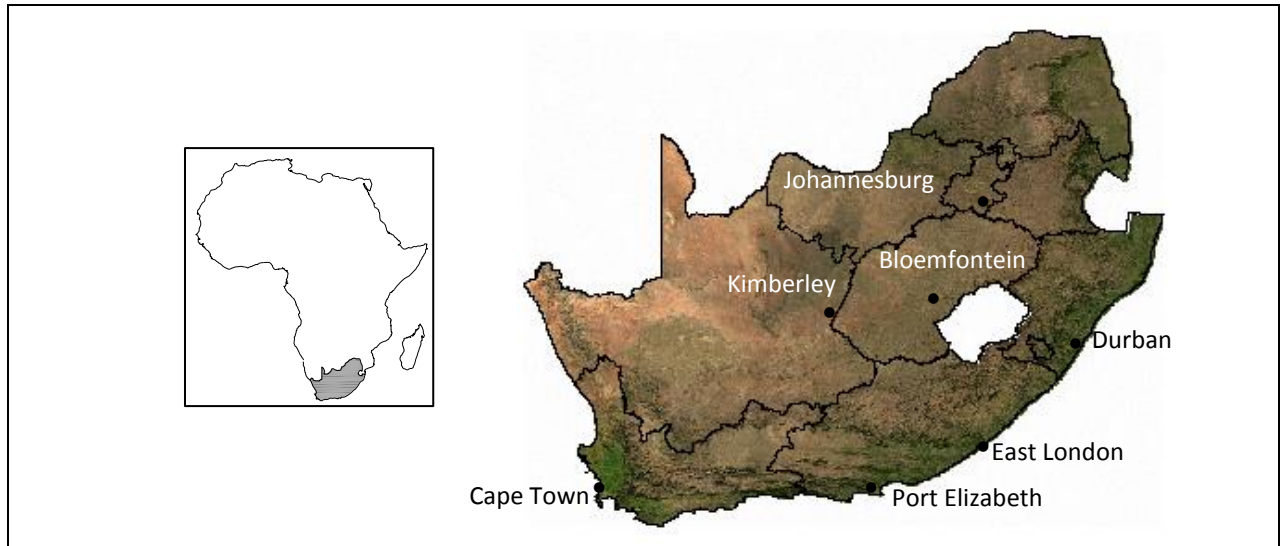 Johannesburg
Bloemfontein
Kimberley
Durban
East London
Cape Town
Port Elizabeth